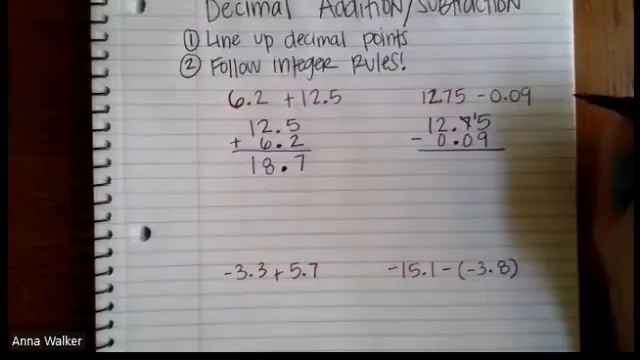 Decimal Addition/Subtraction
① Line up decimal points
② Follow integer Rules!
6.2 + 12.5
1275 - 0.09
12.5
+ 6.2
18.7
12.75
- 0.09
-3.3 + 5.7
-15.1 - (-3.8)
Anna Walker